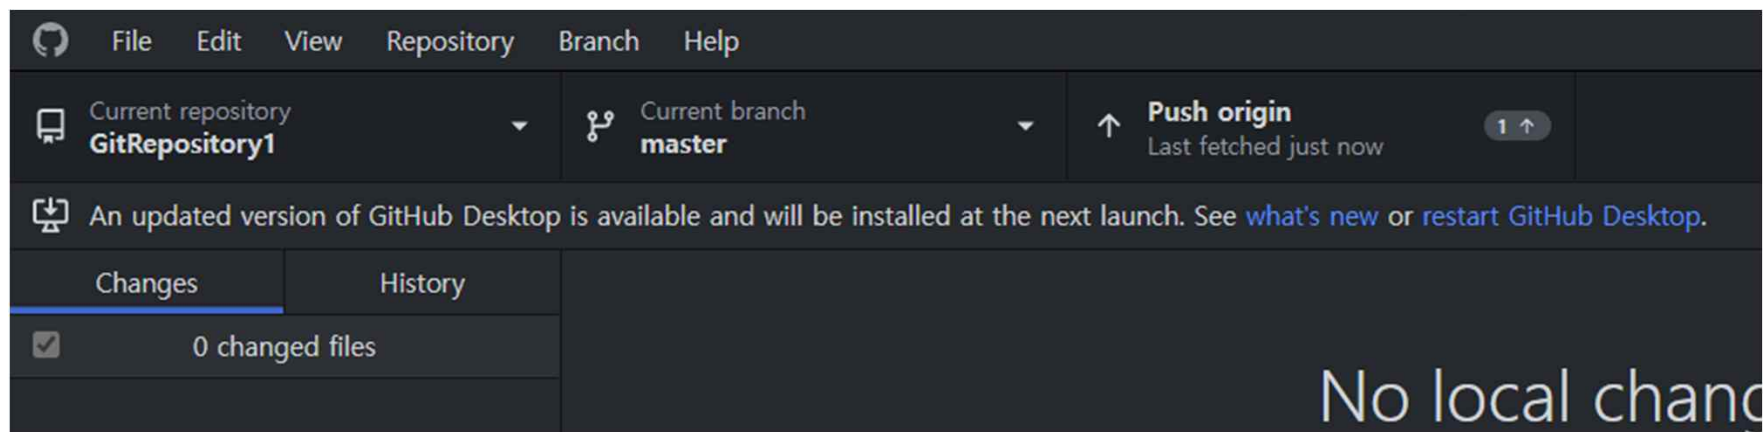 File Edit View Repository Branch Help
Current repository
GitRepository1
Current branch
master
Push origin
Last fetched just now
1 ↑
An updated version of GitHub Desktop is available and will be installed at the next launch. See what's new or restart GitHub Desktop.
Changes
History
0 changed files
No local